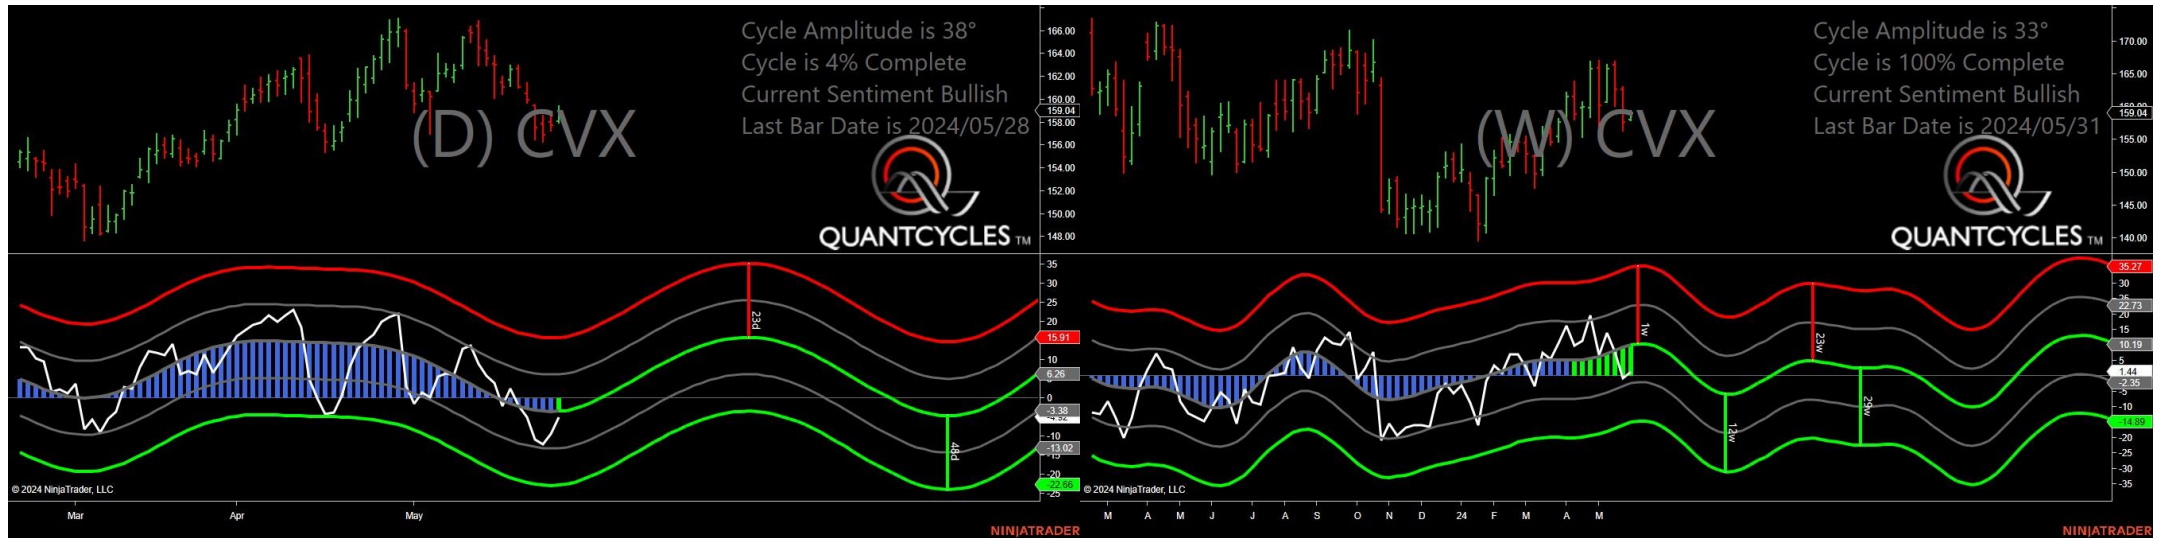 Cycle Amplitude is 38°
Cycle is 4% Complete
Current Sentiment Bullish
Last Bar Date is 2024/05/28
(D) CVX
QUANTCYCLES TM
166.00
164.00
162.00
160.00
159.04
158.00
156.00
154.00
152.00
150.00
148.00
35
30
25
20
15.91
10
6.26
0
-3.38
-4.92
-10
-13.02
-15
-20
-22.66
-25
23d
48d
© 2024 NinjaTrader, LLC
Mar Apr May
NINJATRADER
Cycle Amplitude is 33°
Cycle is 100% Complete
Current Sentiment Bullish
Last Bar Date is 2024/05/31
(W) CVX
QUANTCYCLES TM
170.00
165.00
160.00
159.04
155.00
150.00
145.00
140.00
35.27
30
22.73
20
15
10.19
5
1.44
-2.35
-5
-10
-14.89
-20
-25
-30
-35
1w
23w
12w
29w
© 2024 NinjaTrader, LLC
M A M J J A S O N D 24 F M A M
NINJATRADER